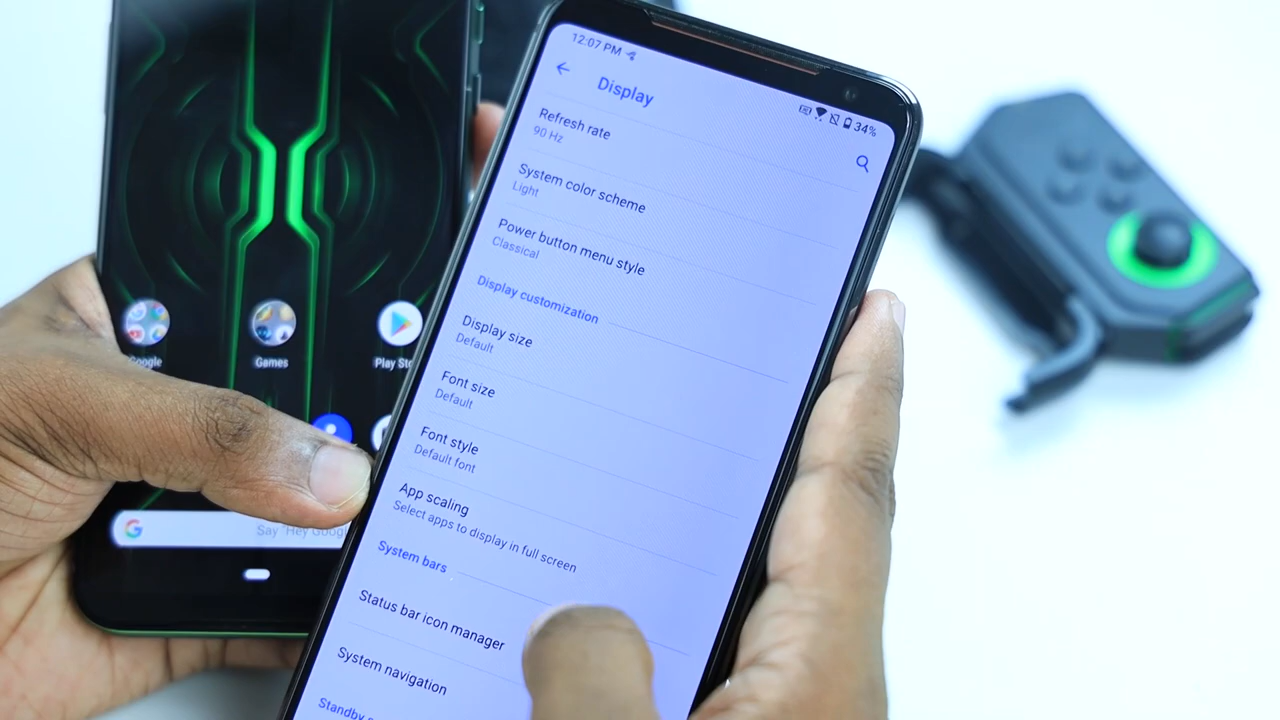 12:07 PM
34%
Display
Refresh rate
90 Hz
System color scheme
Light
Power button menu style
Classical
Display customization
Display size
Default
Font size
Default
Font style
Default font
App scaling
Select apps to display in full screen
System bars
Status bar icon manager
System navigation
Standby
Google
Games
Play Sto
G
Say "Hey Googl